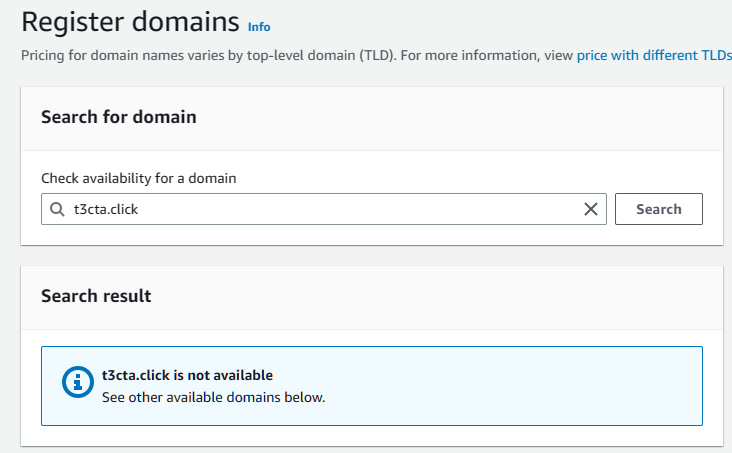 Register domains Info
Pricing for domain names varies by top-level domain (TLD). For more information, view price with different TLDs
Search for domain
Check availability for a domain
t3cta.click
Search
Search result
t3cta.click is not available
See other available domains below.